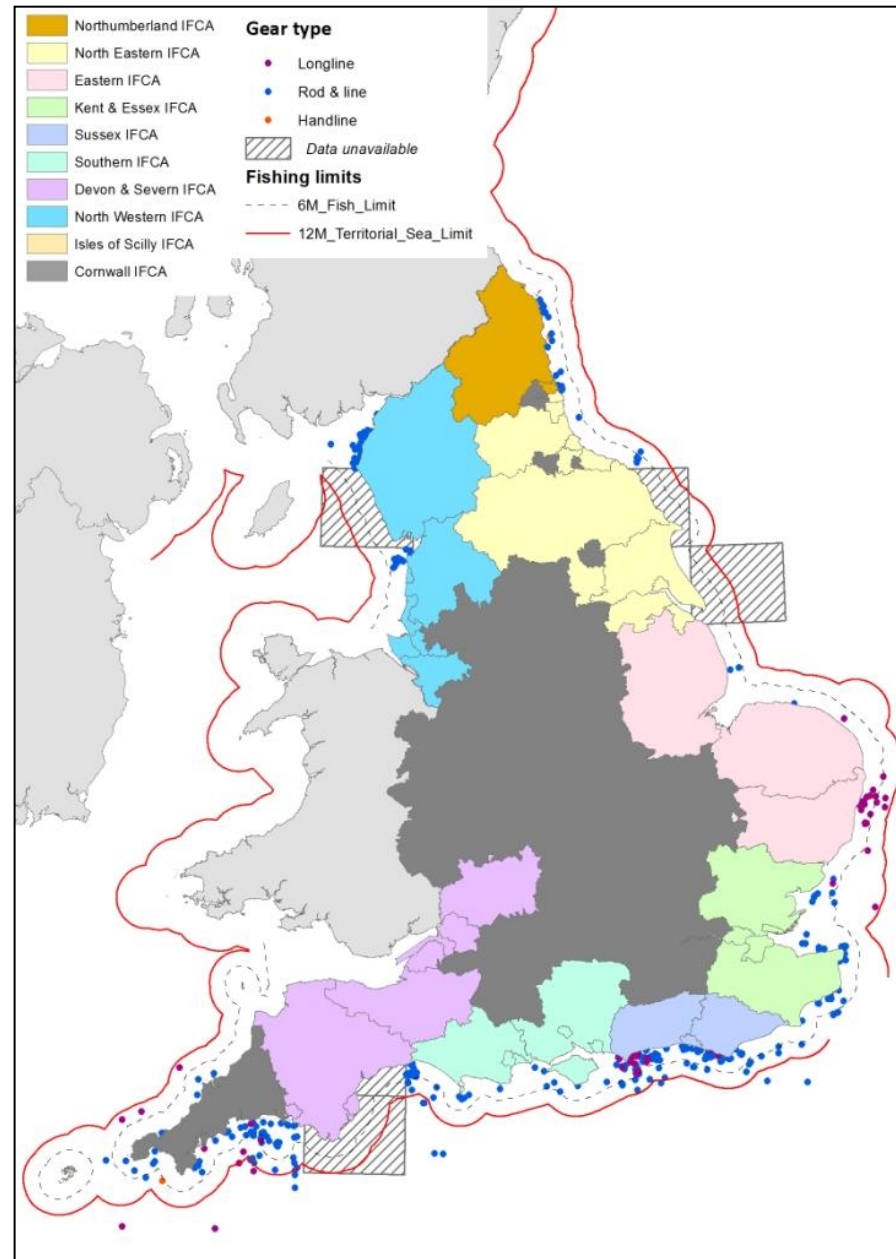 Northumberland IFCA
North Eastern IFCA
Eastern IFCA
Kent & Essex IFCA
Sussex IFCA
Southern IFCA
Devon & Severn IFCA
North Western IFCA
Isles of Scilly IFCA
Cornwall IFCA
Gear type
Longline
Rod & line
Handline
Data unavailable
Fishing limits
6M_Fish_Limit
12M_Territorial_Sea_Limit